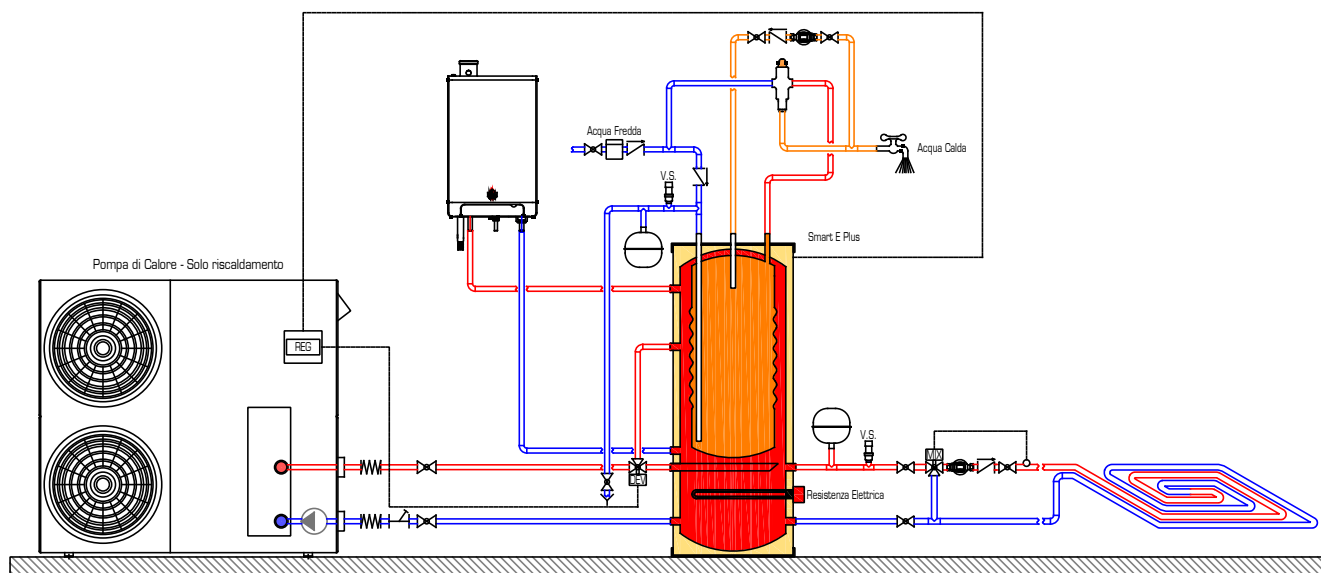 Acqua Fredda
Acqua Calda
V.S.
Smart E Plus
Pompa di Calore - Solo riscaldamento
REG
V.S.
MIX
DEV
Resistenza Elettrica